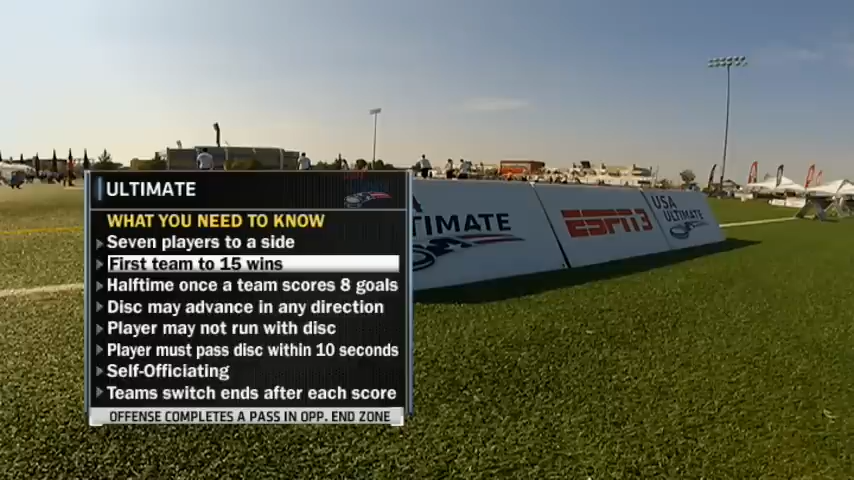 ULTIMATE
WHAT YOU NEED TO KNOW
Seven players to a side
First team to 15 wins
Halftime once a team scores 8 goals
Disc may advance in any direction
Player may not run with disc
Player must pass disc within 10 seconds
Self-Officiating
Teams switch ends after each score
OFFENSE COMPLETES A PASS IN OPP. END ZONE
A
TIMATE
ESPN3
USA
ULTIMATE